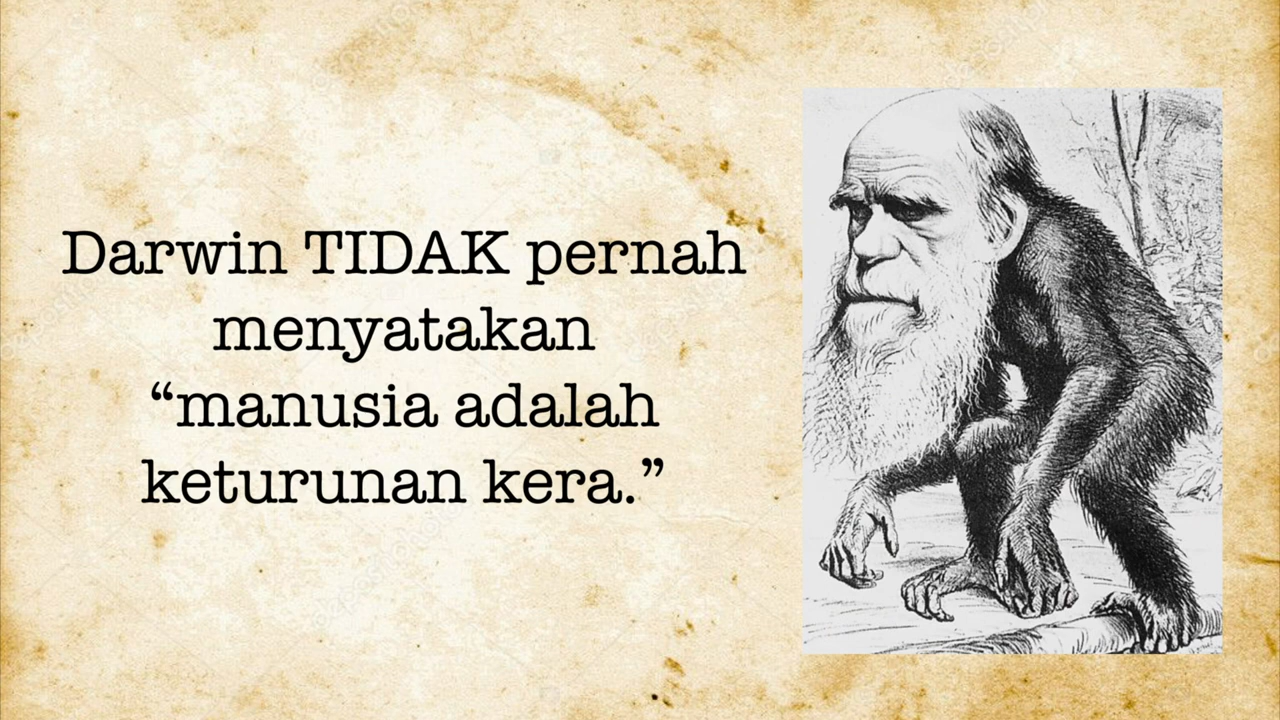 Darwin TIDAK pernah
menyatakan
“manusia adalah
keturunan kera.”